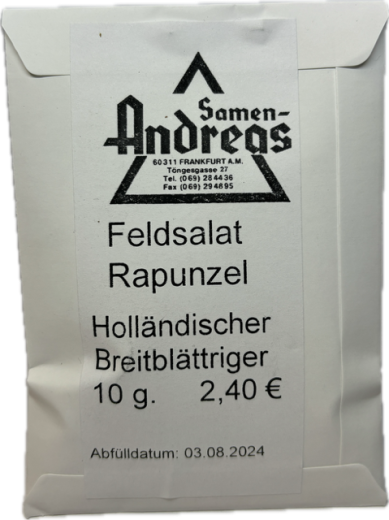 Samen-
Andreas
60311 FRANKFURT A.M.
Töngesgasse 27
Tel. (069) 284436
Fax (069) 294895
Feldsalat
Rapunzel
Holländischer
Breitblättriger
10 g. 2,40 €
Abfülldatum: 03.08.2024